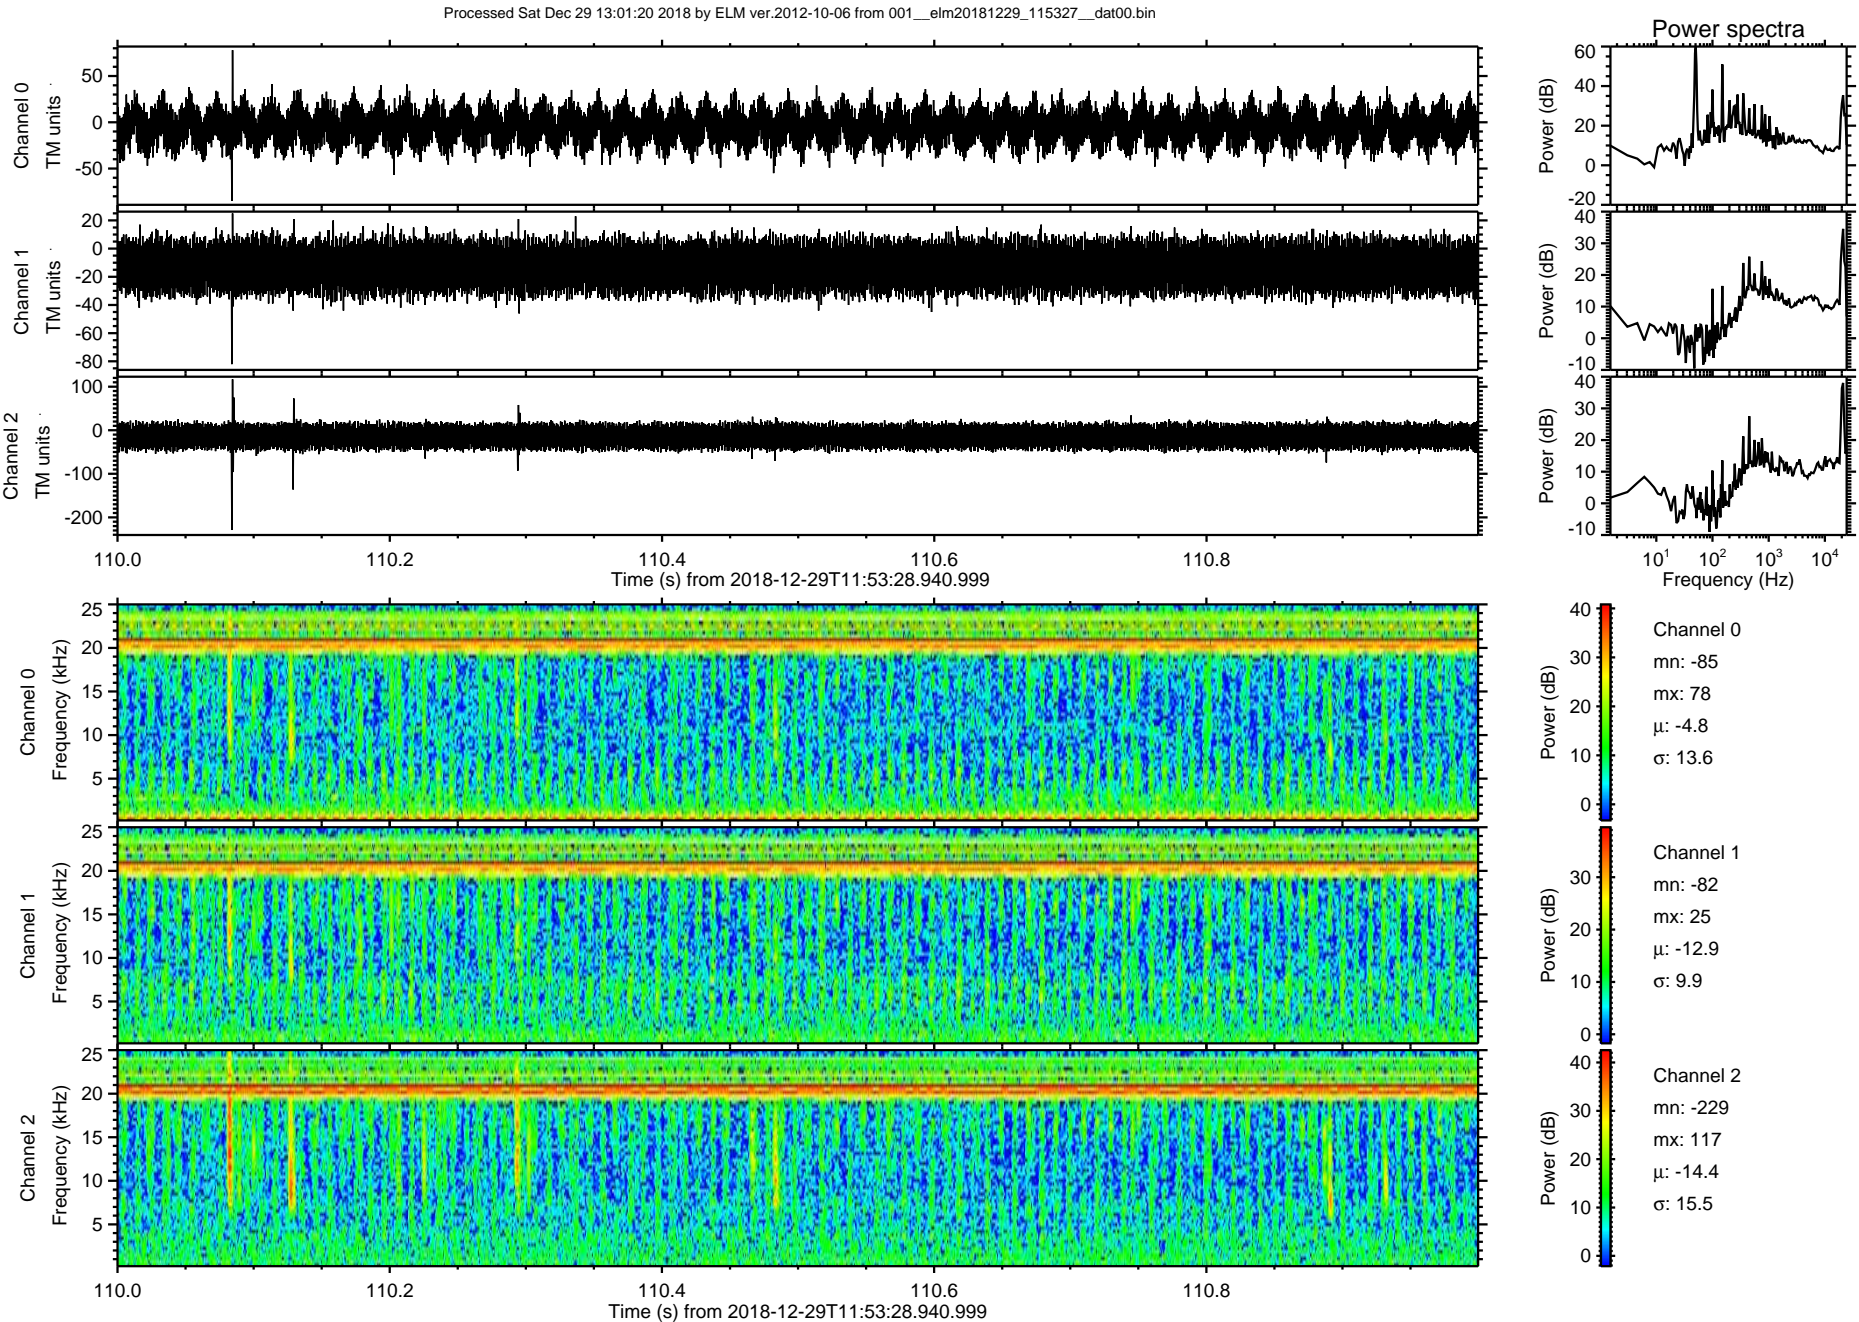 Processed Sat Dec 29 13:01:20 2018 by ELM ver.2012-10-06 from 001__elm20181229_115327__dat00.bin
Power spectra
Channel 0
TM units
50
0
-50
Power (dB)
60
40
20
0
-20
Channel 1
TM units
20
0
-20
-40
-60
-80
Power (dB)
40
30
20
10
0
-10
Channel 2
TM units
100
0
-100
-200
Power (dB)
40
30
20
10
0
-10
110.0 110.2 110.4 110.6 110.8
Time (s) from 2018-12-29T11:53:28.940.999
10^1 10^2 10^3 10^4
Frequency (Hz)
Channel 0
Frequency (kHz)
25
20
15
10
5
Power (dB)
40
30
20
10
0
Channel 0
mn: -85
mx: 78
μ: -4.8
σ: 13.6
Channel 1
Frequency (kHz)
25
20
15
10
5
Power (dB)
30
20
10
0
Channel 1
mn: -82
mx: 25
μ: -12.9
σ: 9.9
Channel 2
Frequency (kHz)
25
20
15
10
5
Power (dB)
40
30
20
10
0
Channel 2
mn: -229
mx: 117
μ: -14.4
σ: 15.5
110.0 110.2 110.4 110.6 110.8
Time (s) from 2018-12-29T11:53:28.940.999